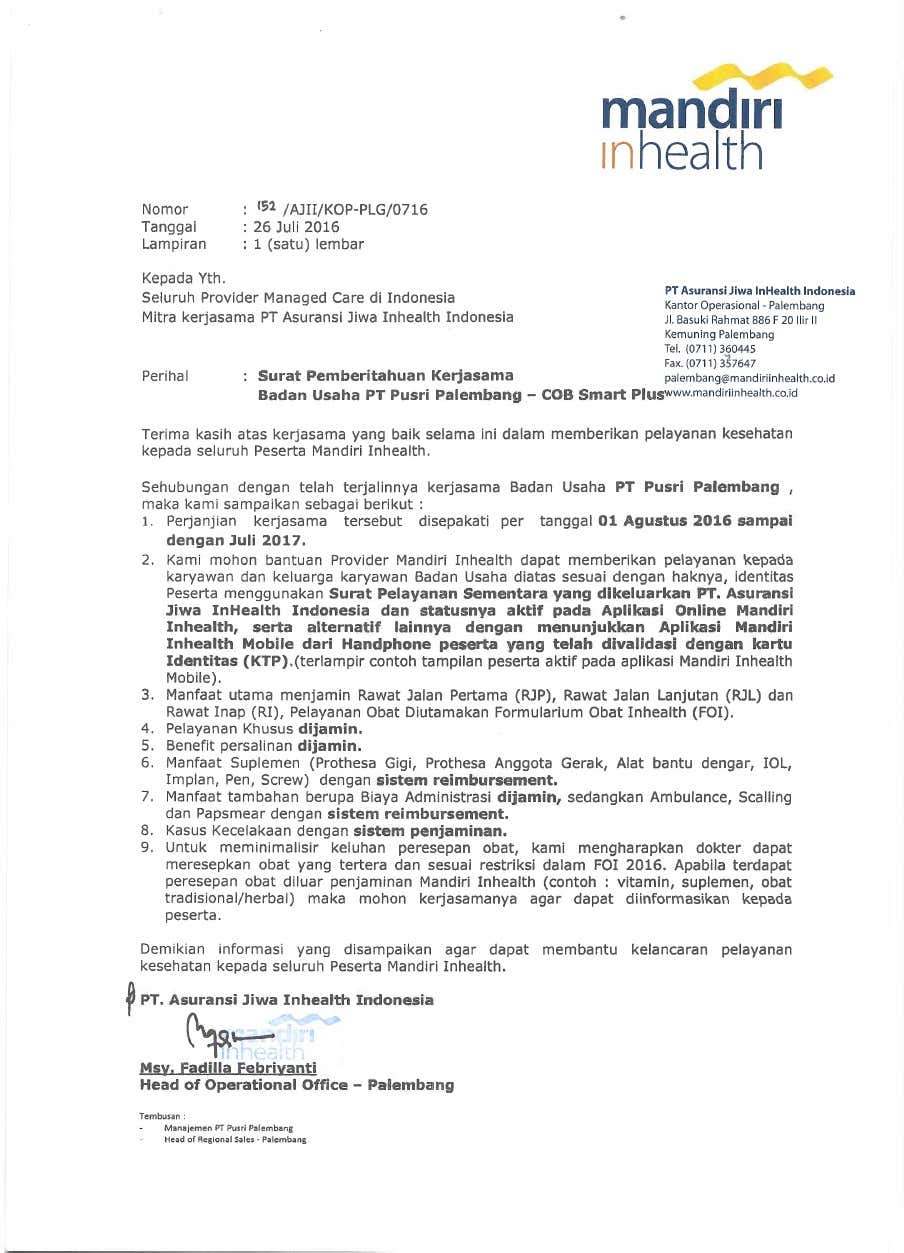 mandiri
inhealth
Nomor : 152 /AJII/KOP-PLG/0716
Tanggal : 26 Juli 2016
Lampiran : 1 (satu) lembar
Kepada Yth.
Seluruh Provider Managed Care di Indonesia
Mitra kerjasama PT Asuransi Jiwa Inhealth Indonesia
PT Asuransi Jiwa InHealth Indonesia
Kantor Operasional - Palembang
Jl. Basuki Rahmat 886 F 20 Ilir II
Kemuning Palembang
Tel. (0711) 360445
Fax. (0711) 357647
palembang@mandiriinhealth.co.id
www.mandiriinhealth.co.id
Perihal : Surat Pemberitahuan Kerjasama
Badan Usaha PT Pusri Palembang – COB Smart Plus
Terima kasih atas kerjasama yang baik selama ini dalam memberikan pelayanan kesehatan
kepada seluruh Peserta Mandiri Inhealth.
Sehubungan dengan telah terjalinnya kerjasama Badan Usaha PT Pusri Palembang ,
maka kami sampaikan sebagai berikut :
1. Perjanjian kerjasama tersebut disepakati per tanggal 01 Agustus 2016 sampai
dengan Juli 2017.
2. Kami mohon bantuan Provider Mandiri Inhealth dapat memberikan pelayanan kepada
karyawan dan keluarga karyawan Badan Usaha diatas sesuai dengan haknya, identitas
Peserta menggunakan Surat Pelayanan Sementara yang dikeluarkan PT. Asuransi
Jiwa InHealth Indonesia dan statusnya aktif pada Aplikasi Online Mandiri
Inhealth, serta alternatif lainnya dengan menunjukkan Aplikasi Mandiri
Inhealth Mobile dari Handphone peserta yang telah divalidasi dengan kartu
Identitas (KTP).(terlampir contoh tampilan peserta aktif pada aplikasi Mandiri Inhealth
Mobile).
3. Manfaat utama menjamin Rawat Jalan Pertama (RJP), Rawat Jalan Lanjutan (RJL) dan
Rawat Inap (RI), Pelayanan Obat Diutamakan Formularium Obat Inhealth (FOI).
4. Pelayanan Khusus dijamin.
5. Benefit persalinan dijamin.
6. Manfaat Suplemen (Prothesa Gigi, Prothesa Anggota Gerak, Alat bantu dengar, IOL,
Implan, Pen, Screw) dengan sistem reimbursement.
7. Manfaat tambahan berupa Biaya Administrasi dijamin, sedangkan Ambulance, Scalling
dan Papsmear dengan sistem reimbursement.
8. Kasus Kecelakaan dengan sistem penjaminan.
9. Untuk meminimalisir keluhan peresepan obat, kami mengharapkan dokter dapat
meresepkan obat yang tertera dan sesuai restriksi dalam FOI 2016. Apabila terdapat
peresepan obat diluar penjaminan Mandiri Inhealth (contoh : vitamin, suplemen, obat
tradisional/herbal) maka mohon kerjasamanya agar dapat diinformasikan kepada
peserta.
Demikian informasi yang disampaikan agar dapat membantu kelancaran pelayanan
kesehatan kepada seluruh Peserta Mandiri Inhealth.
PT. Asuransi Jiwa Inhealth Indonesia
mandiri
inhealth
Msy. Fadilla Febriyanti
Head of Operational Office – Palembang
Tembusan :
- Manajemen PT Pusri Palembang
- Head of Regional Sales - Palembang